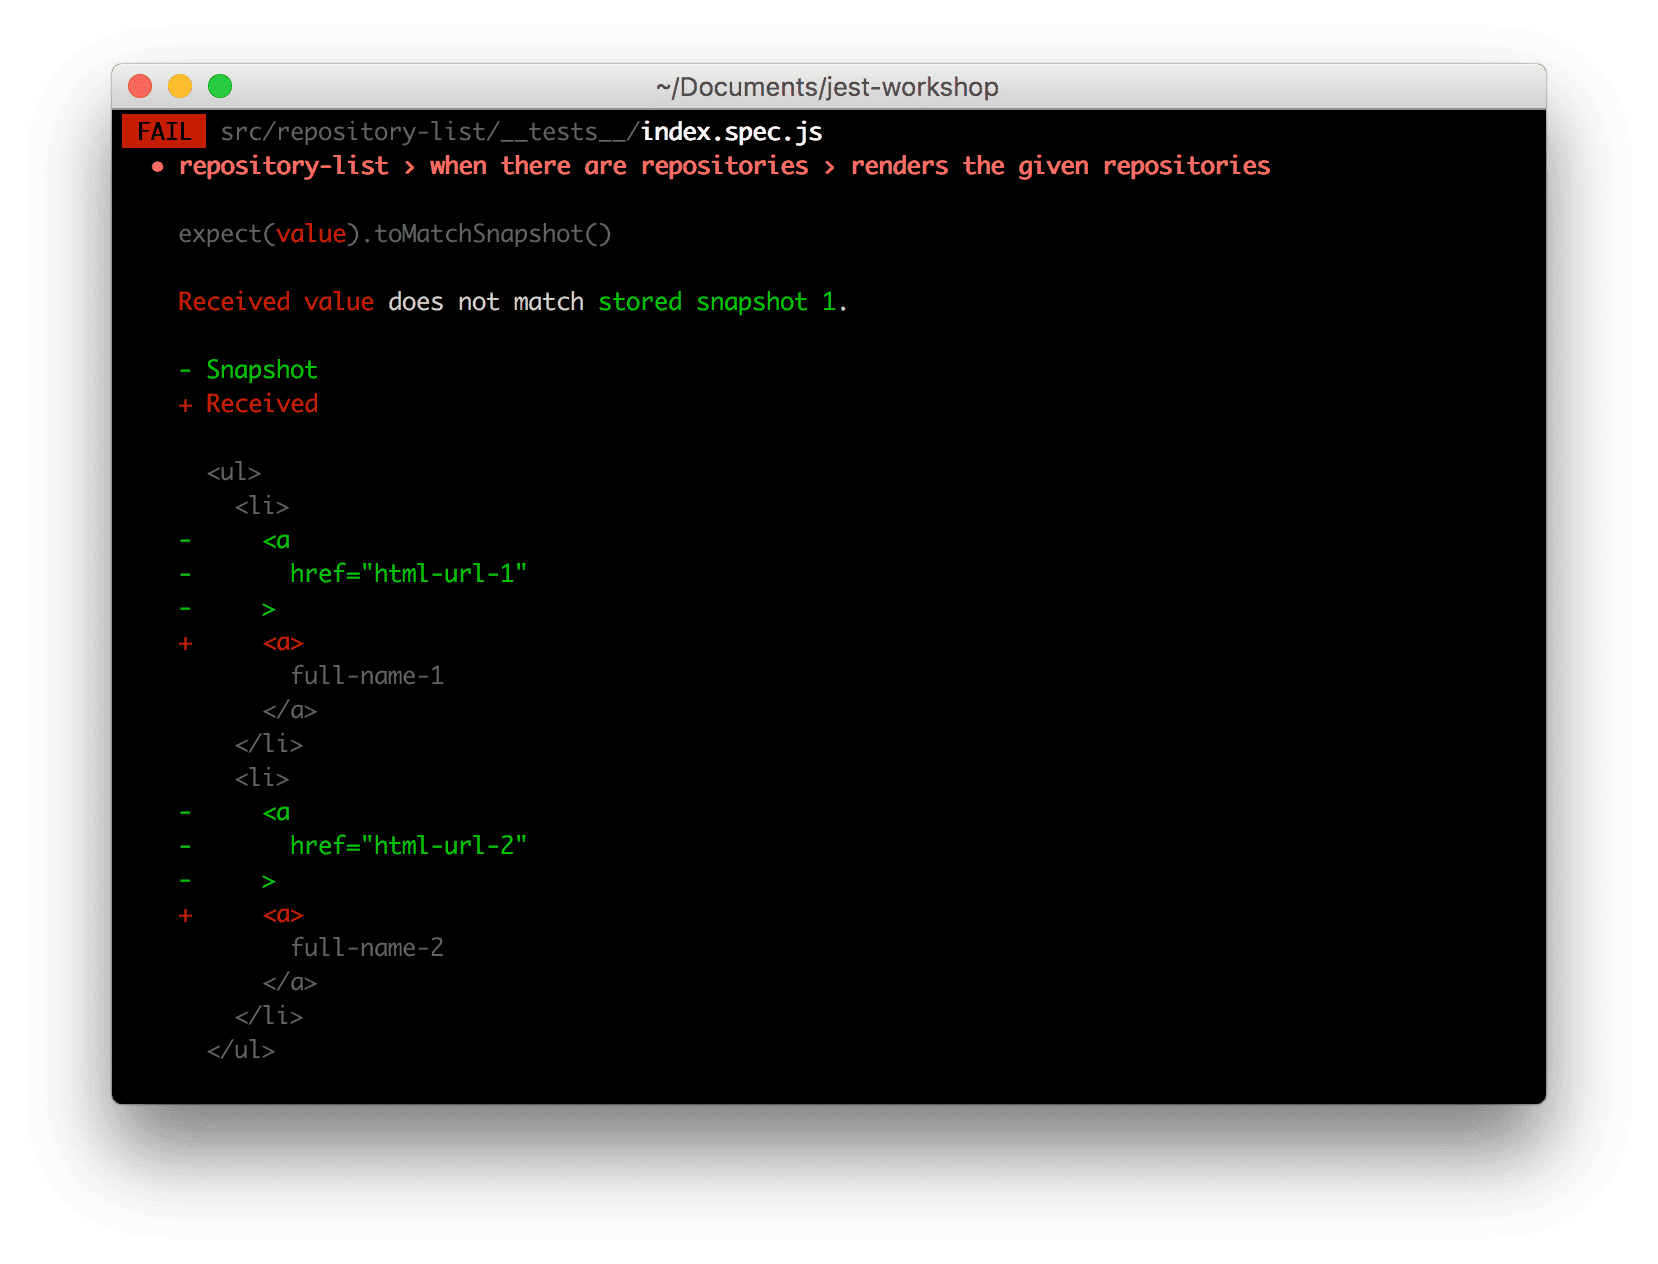 ~/Documents/jest-workshop
FAIL src/repository-list/__tests__/index.spec.js
● repository-list › when there are repositories › renders the given repositories
expect(value).toMatchSnapshot()
Received value does not match stored snapshot 1.
- Snapshot
+ Received
<ul>
<li>
- <a
- href="html-url-1"
- >
+ <a>
full-name-1
</a>
</li>
<li>
- <a
- href="html-url-2"
- >
+ <a>
full-name-2
</a>
</li>
</ul>